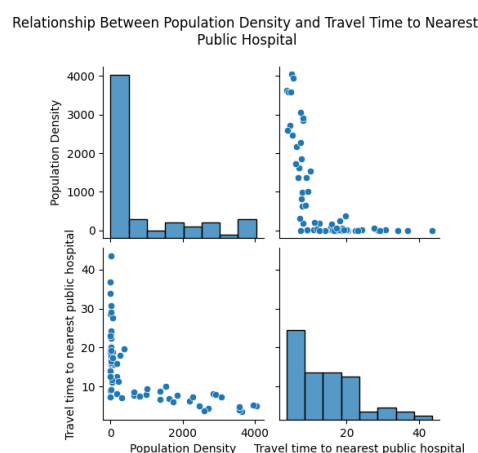 Relationship Between Population Density and Travel Time to Nearest
Public Hospital
Population Density
4000
3000
2000
1000
0
Travel time to nearest public hospital
40
30
20
10
0
2000
4000
Population Density
20
40
Travel time to nearest public hospital